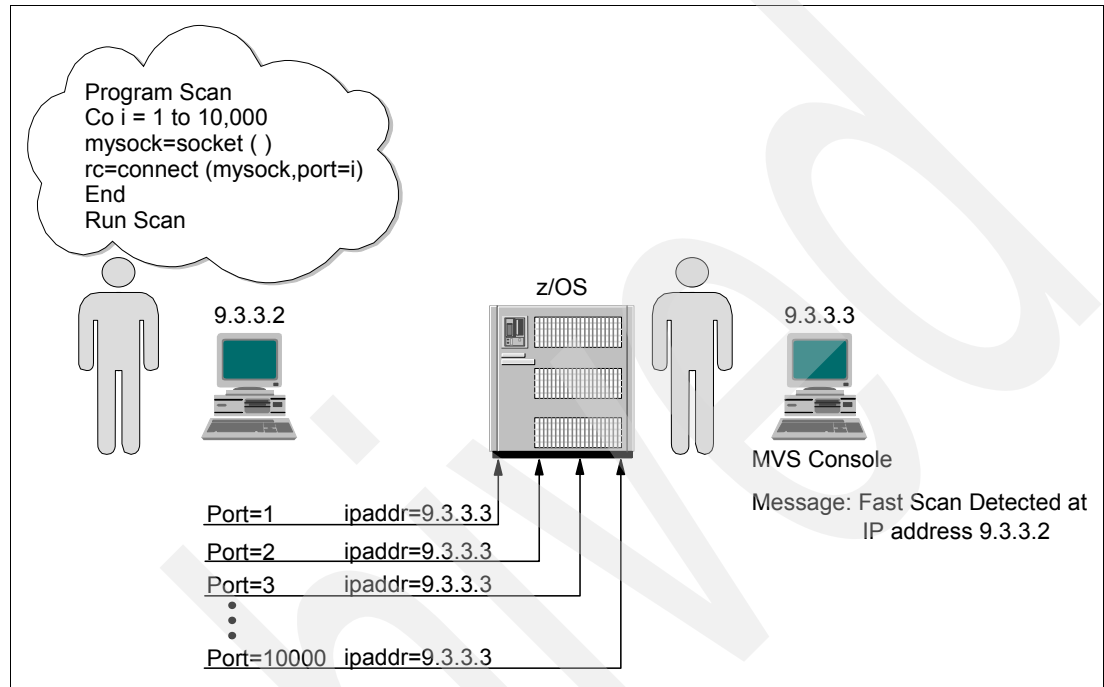 Program Scan
Co i = 1 to 10,000
mysock=socket ( )
rc=connect (mysock,port=i)
End
Run Scan
z/OS
9.3.3.2
9.3.3.3
MVS Console
Message: Fast Scan Detected at
IP address 9.3.3.2
Port=1 ipaddr=9.3.3.3
Port=2 ipaddr=9.3.3.3
Port=3 ipaddr=9.3.3.3
Port=10000 ipaddr=9.3.3.3